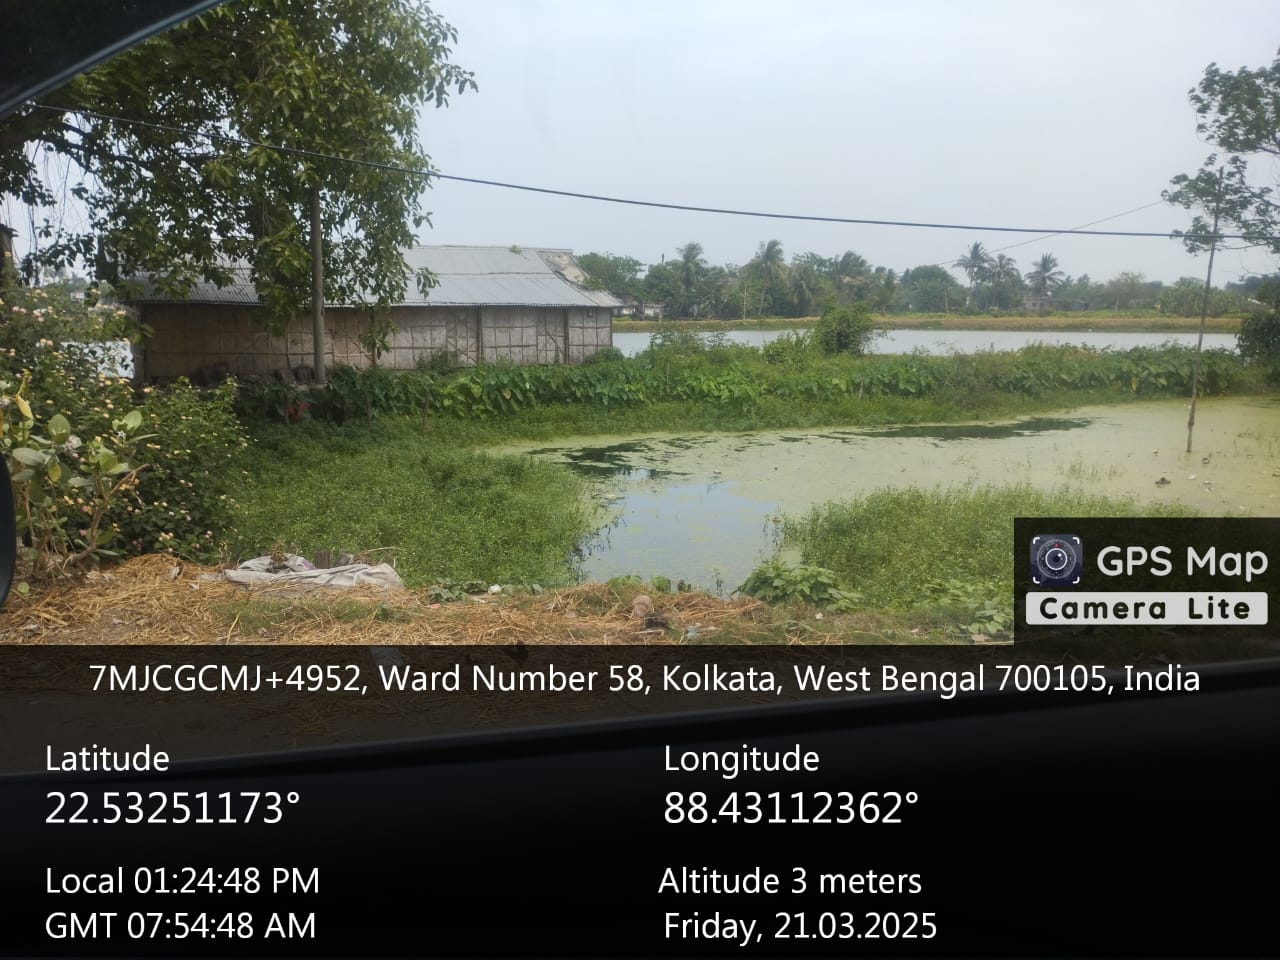 GPS Map
Camera Lite
7MJCGCMJ+4952, Ward Number 58, Kolkata, West Bengal 700105, India
Latitude
22.53251173°
Longitude
88.43112362°
Local 01:24:48 PM
GMT 07:54:48 AM
Altitude 3 meters
Friday, 21.03.2025